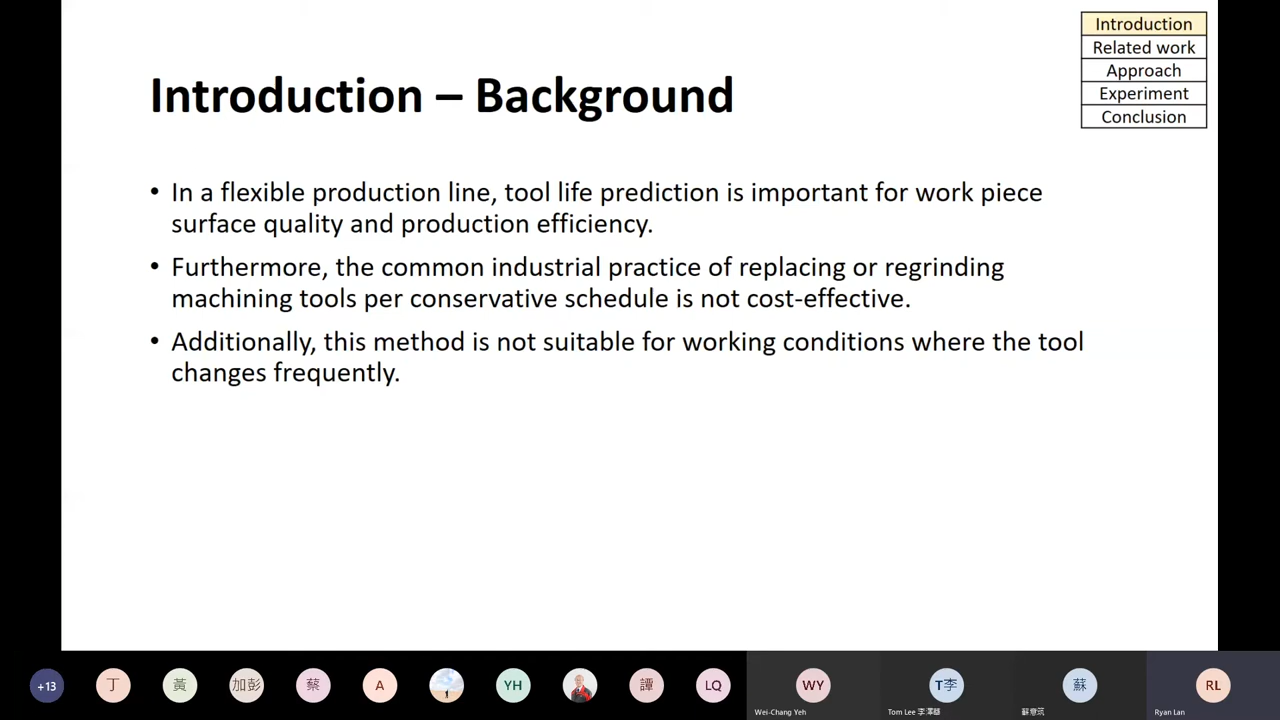 Introduction
Related work
Approach
Experiment
Conclusion
Introduction – Background
• In a flexible production line, tool life prediction is important for work piece
surface quality and production efficiency.
• Furthermore, the common industrial practice of replacing or regrinding
machining tools per conservative schedule is not cost-effective.
• Additionally, this method is not suitable for working conditions where the tool
changes frequently.
+13
丁
黃
加彭
蔡
A
YH
譚
LQ
WY
T李
蘇
RL
Wei-Chang Yeh
Tom Lee
Ryan Lan